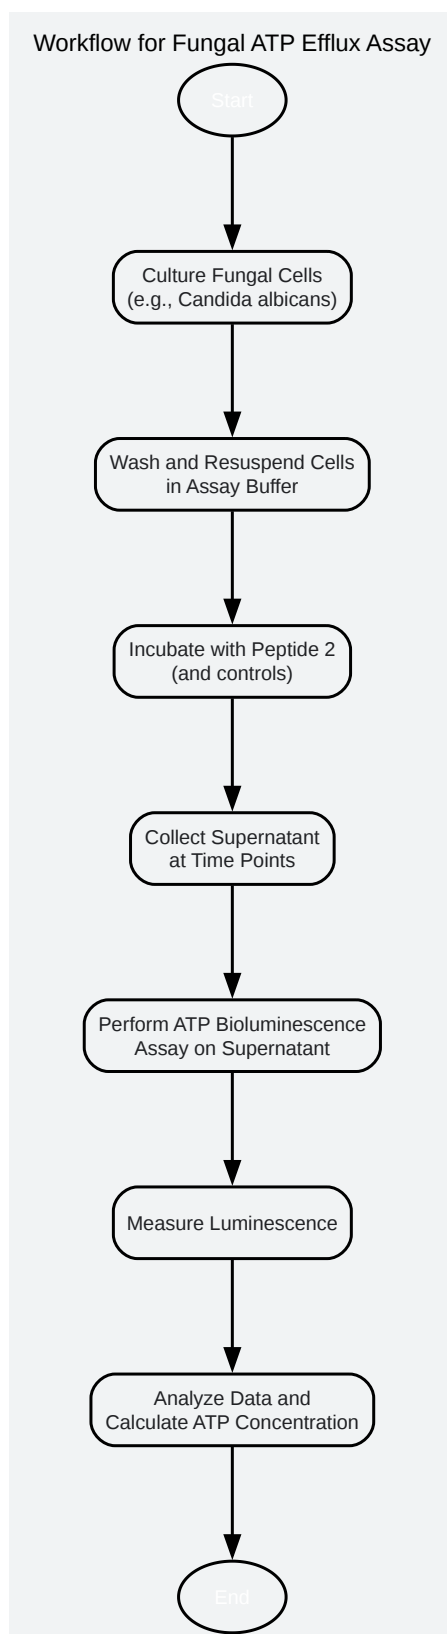 Workflow for Fungal ATP Efflux Assay
Start
Culture Fungal Cells
(e.g., Candida albicans)
Wash and Resuspend Cells
in Assay Buffer
Incubate with Peptide 2
(and controls)
Collect Supernatant
at Time Points
Perform ATP Bioluminescence
Assay on Supernatant
Measure Luminescence
Analyze Data and
Calculate ATP Concentration
End